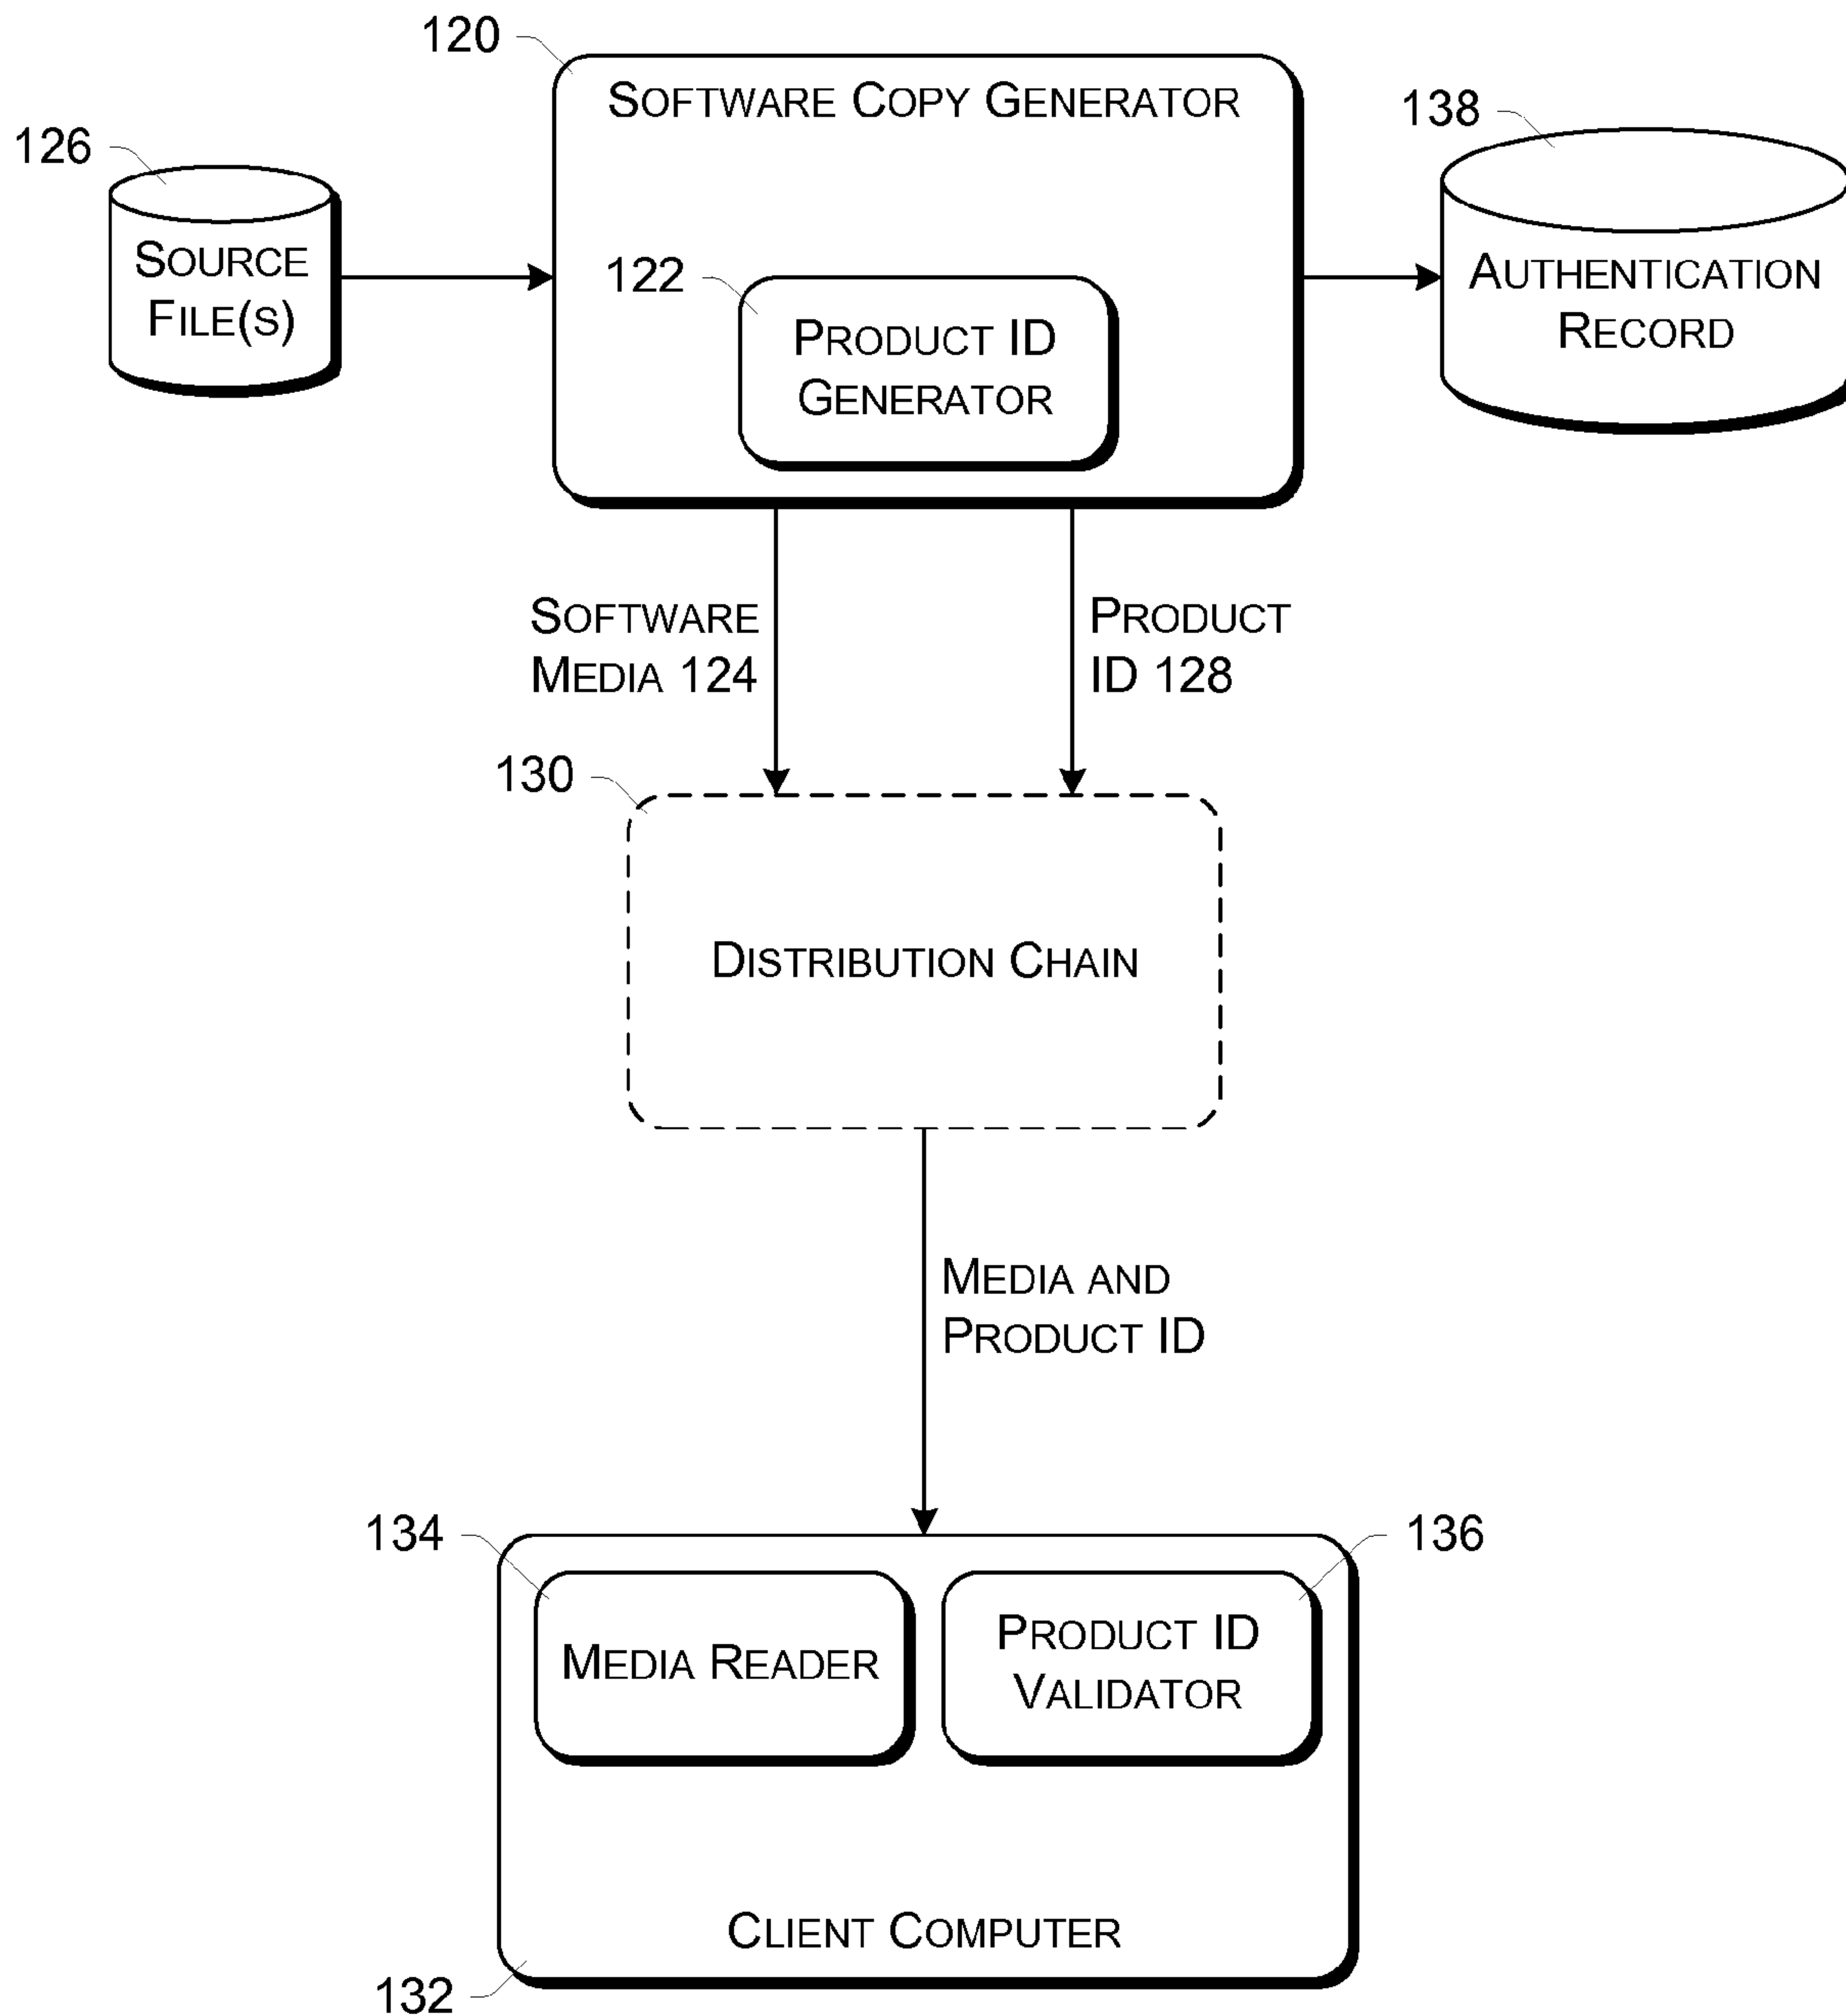 120
SOFTWARE COPY GENERATOR
138
126
SOURCE
FILE(S)
122
PRODUCT ID
GENERATOR
AUTHENTICATION
RECORD
SOFTWARE
MEDIA 124
PRODUCT
ID 128
130
DISTRIBUTION CHAIN
MEDIA AND
PRODUCT ID
134
136
MEDIA READER
PRODUCT ID
VALIDATOR
CLIENT COMPUTER
132